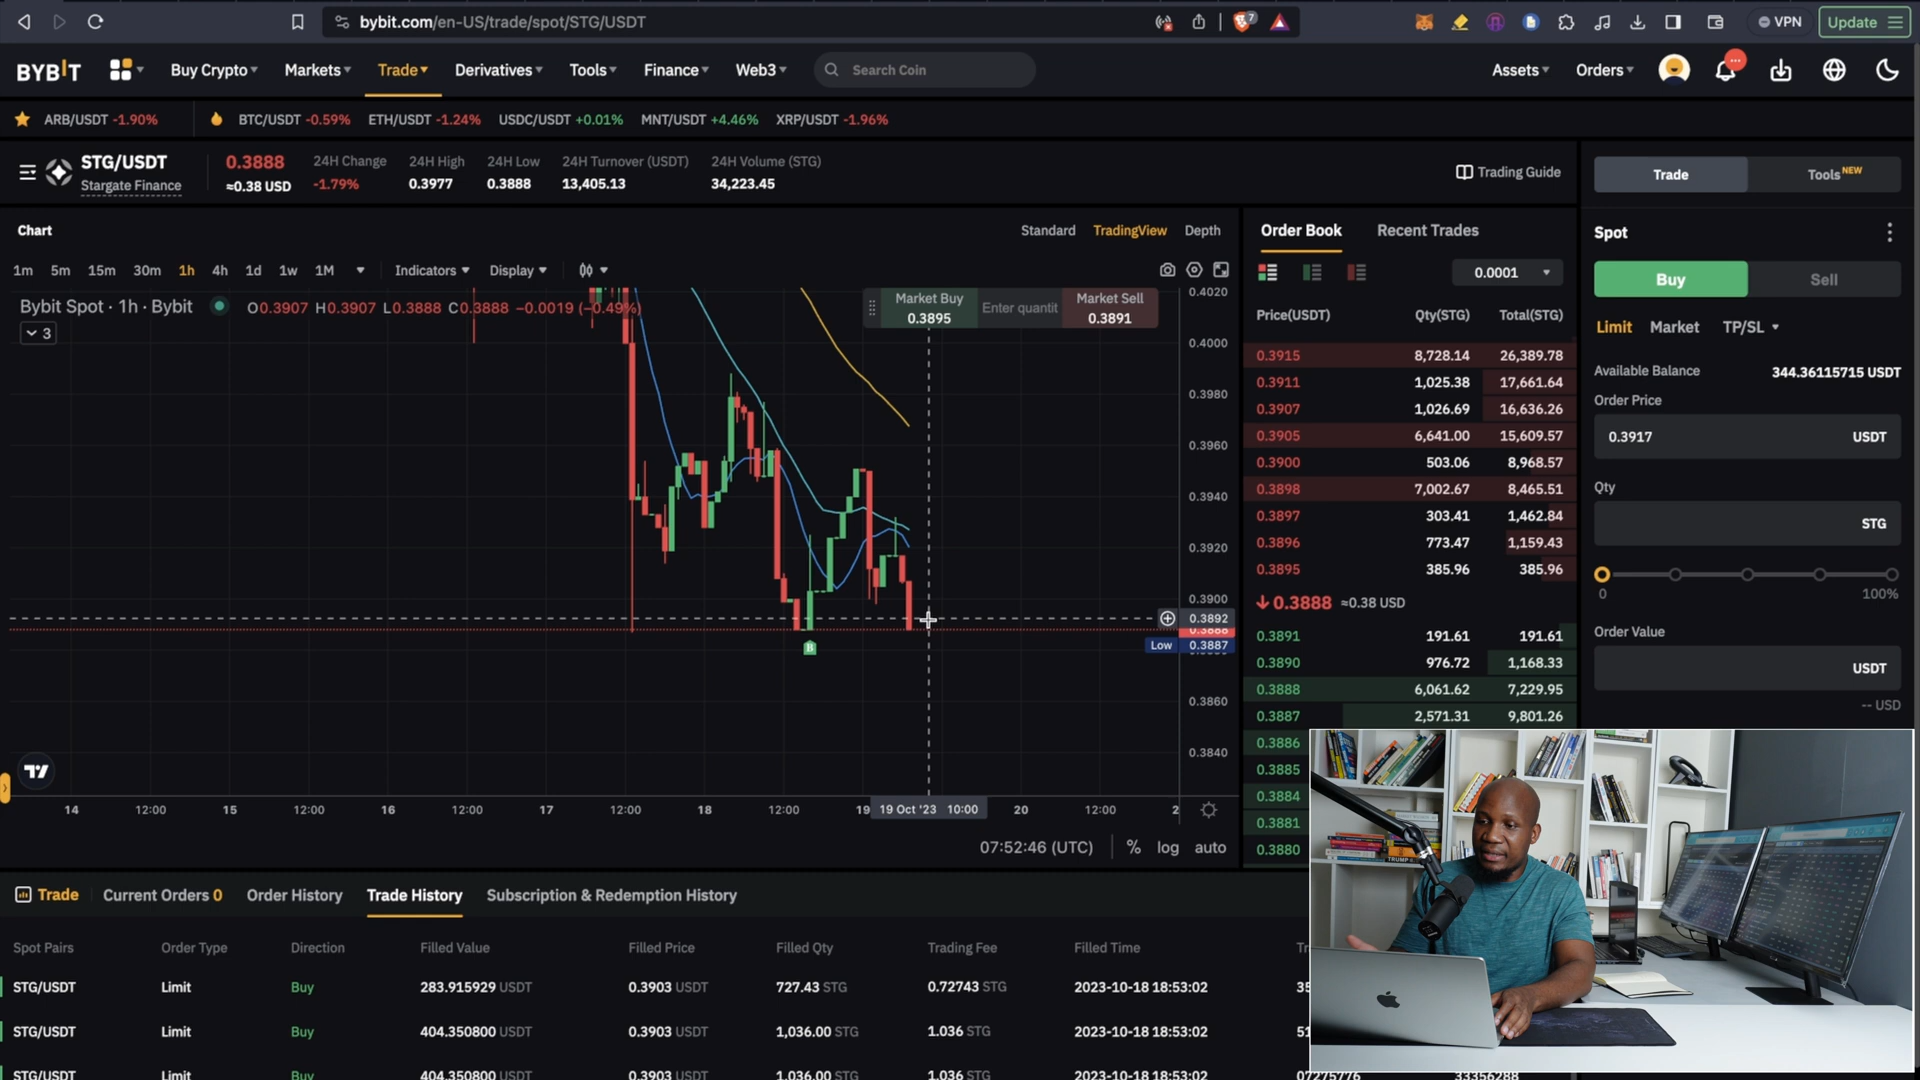 bybit.com/en-US/trade/spot/STG/USDT
7
VPN
Update
BYBIT
Buy Crypto
Markets
Trade
Derivatives
Tools
Finance
Web3
Search Coin
Assets
Orders
ARB/USDT -1.90%
BTC/USDT -0.59%
ETH/USDT -1.24%
USDC/USDT +0.01%
MNT/USDT +4.46%
XRP/USDT -1.96%
STG/USDT
Stargate Finance
0.3888
≈0.38 USD
24H Change
-1.79%
24H High
0.3977
24H Low
0.3888
24H Turnover (USDT)
13,405.13
24H Volume (STG)
34,223.45
Trading Guide
Trade
Tools NEW
Chart
Standard
TradingView
Depth
Order Book
Recent Trades
Spot
1m 5m 15m 30m 1h 4h 1d 1w 1M
Indicators
Display
0.0001
Buy
Sell
Bybit Spot · 1h · Bybit
O0.3907 H0.3907 L0.3888 C0.3888 −0.0019 (−0.49%)
3
Market Buy
0.3895
Enter quantit
Market Sell
0.3891
0.4020
0.4000
0.3980
0.3960
0.3940
0.3920
0.3900
0.3892
0.3888
Low 0.3887
0.3860
0.3840
B
Price(USDT) Qty(STG) Total(STG)
0.3915 8,728.14 26,389.78
0.3911 1,025.38 17,661.64
0.3907 1,026.69 16,636.26
0.3905 6,641.00 15,609.57
0.3900 503.06 8,968.57
0.3898 7,002.67 8,465.51
0.3897 303.41 1,462.84
0.3896 773.47 1,159.43
0.3895 385.96 385.96
0.3888 ≈0.38 USD
0.3891 191.61 191.61
0.3890 976.72 1,168.33
0.3888 6,061.62 7,229.95
0.3887 2,571.31 9,801.26
0.3886
0.3885
0.3884
0.3881
0.3880
Limit
Market
TP/SL
Available Balance 344.36115715 USDT
Order Price
0.3917 USDT
Qty
STG
0 100%
Order Value
USDT
-- USD
14 12:00 15 12:00 16 12:00 17 12:00 18 12:00 19 19 Oct '23 10:00 20 12:00 2
07:52:46 (UTC) % log auto
Trade
Current Orders 0
Order History
Trade History
Subscription & Redemption History
Spot Pairs Order Type Direction Filled Value Filled Price Filled Qty Trading Fee Filled Time Tr
STG/USDT Limit Buy 283.915929 USDT 0.3903 USDT 727.43 STG 0.72743 STG 2023-10-18 18:53:02 35
STG/USDT Limit Buy 404.350800 USDT 0.3903 USDT 1,036.00 STG 1.036 STG 2023-10-18 18:53:02 51
STG/USDT Limit Buy 404.350800 USDT 0.3903 USDT 1,036.00 STG 1.036 STG 2023-10-18 18:53:02 07275776 33356288
TRUMP